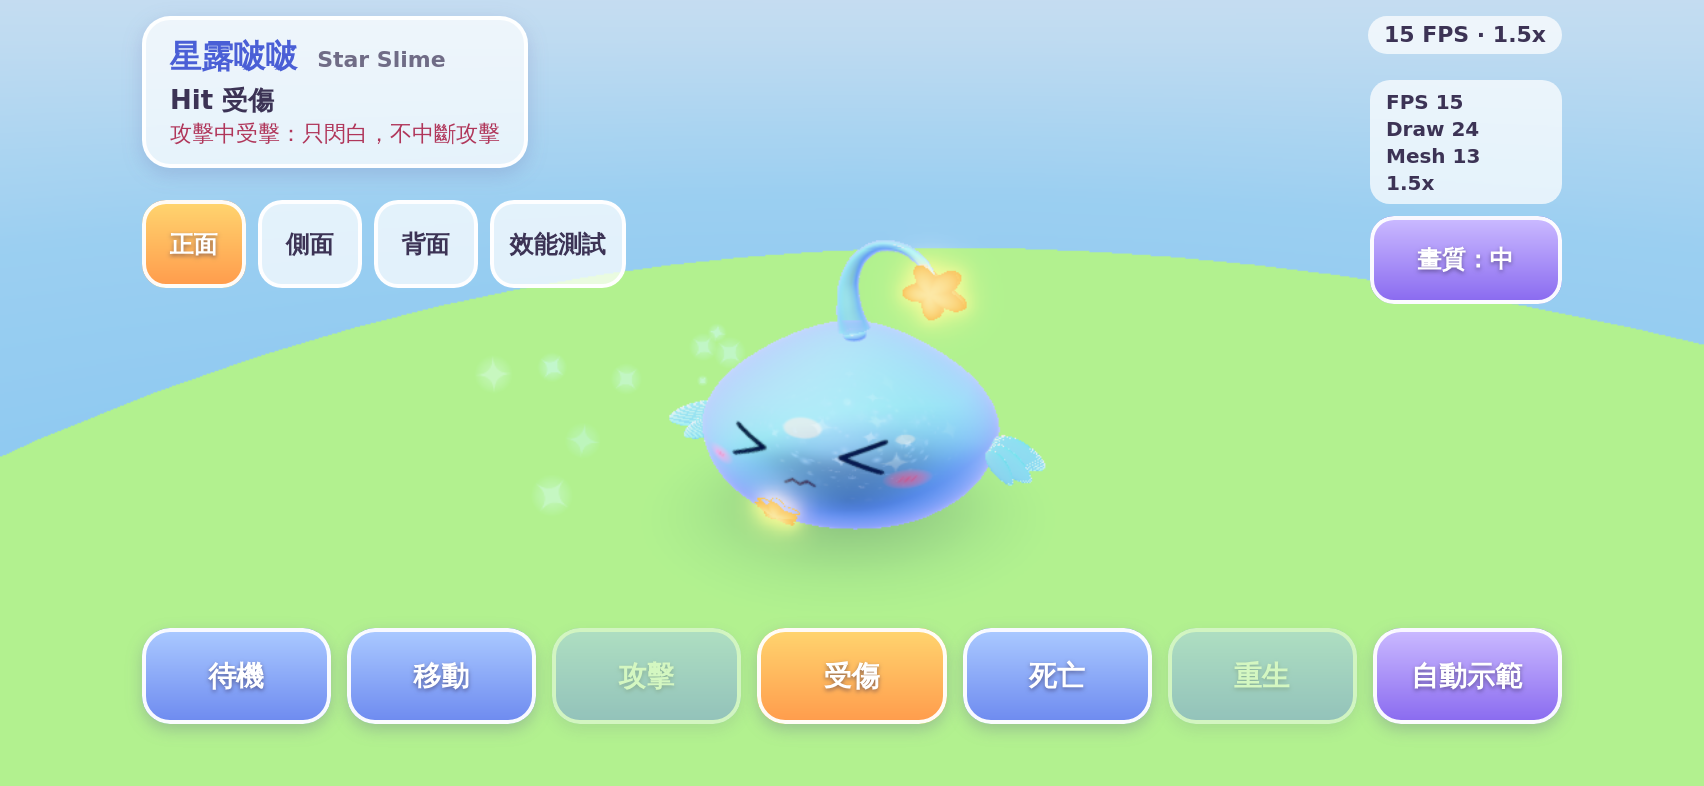 星露啵啵 Star Slime
Hit 受傷
攻擊中受擊：只閃白，不中斷攻擊
15 FPS · 1.5x
FPS 15
Draw 24
Mesh 13
1.5x
正面
側面
背面
效能測試
畫質：中
待機
移動
攻擊
受傷
死亡
重生
自動示範